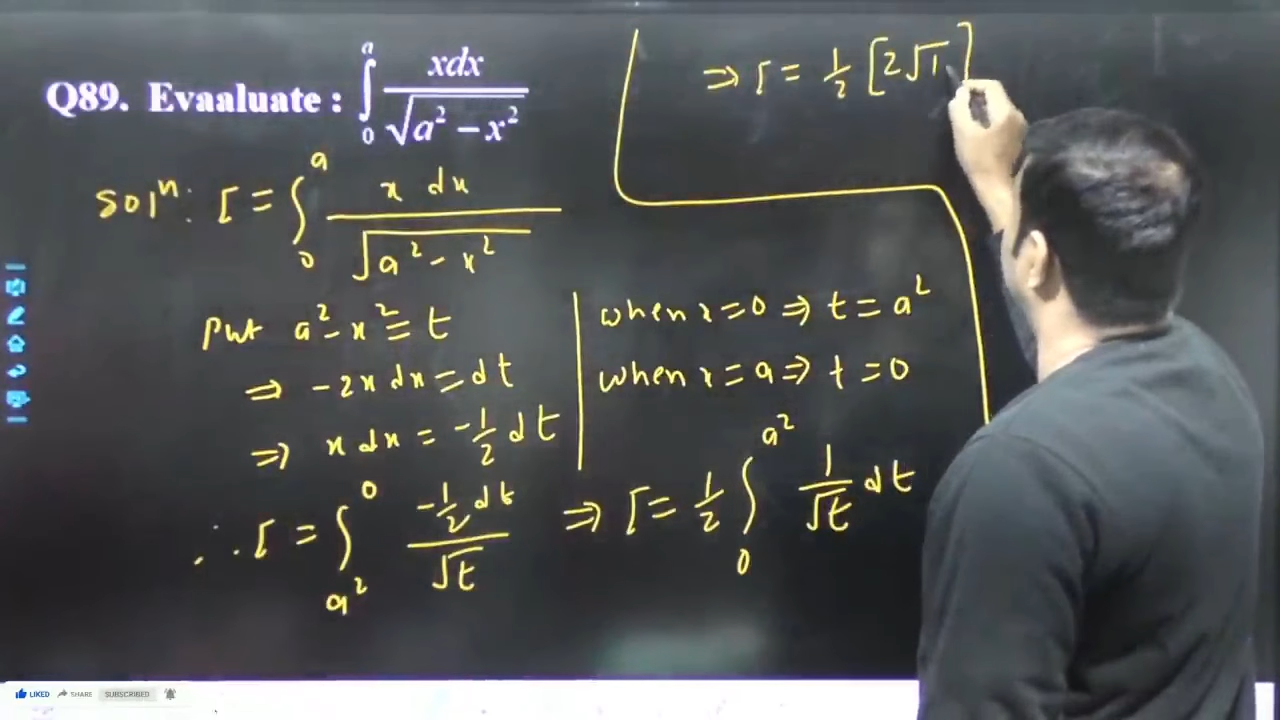 Q89. Evaaluate : ∫₀ᵃ xdx / √(a² − x²)
Solⁿ: I = ∫₀ᵃ x dx / √(a² − x²)
Put a² − x² = t
⇒ −2x dx = dt
⇒ x dx = −1/2 dt
when x = 0 ⇒ t = a²
when x = a ⇒ t = 0
∴ I = ∫_{a²}^{0} −1/2 dt / √t
⇒ I = 1/2 ∫₀^{a²} 1/√t dt
⇒ I = 1/2 [2√
LIKED SHARE SUBSCRIBED